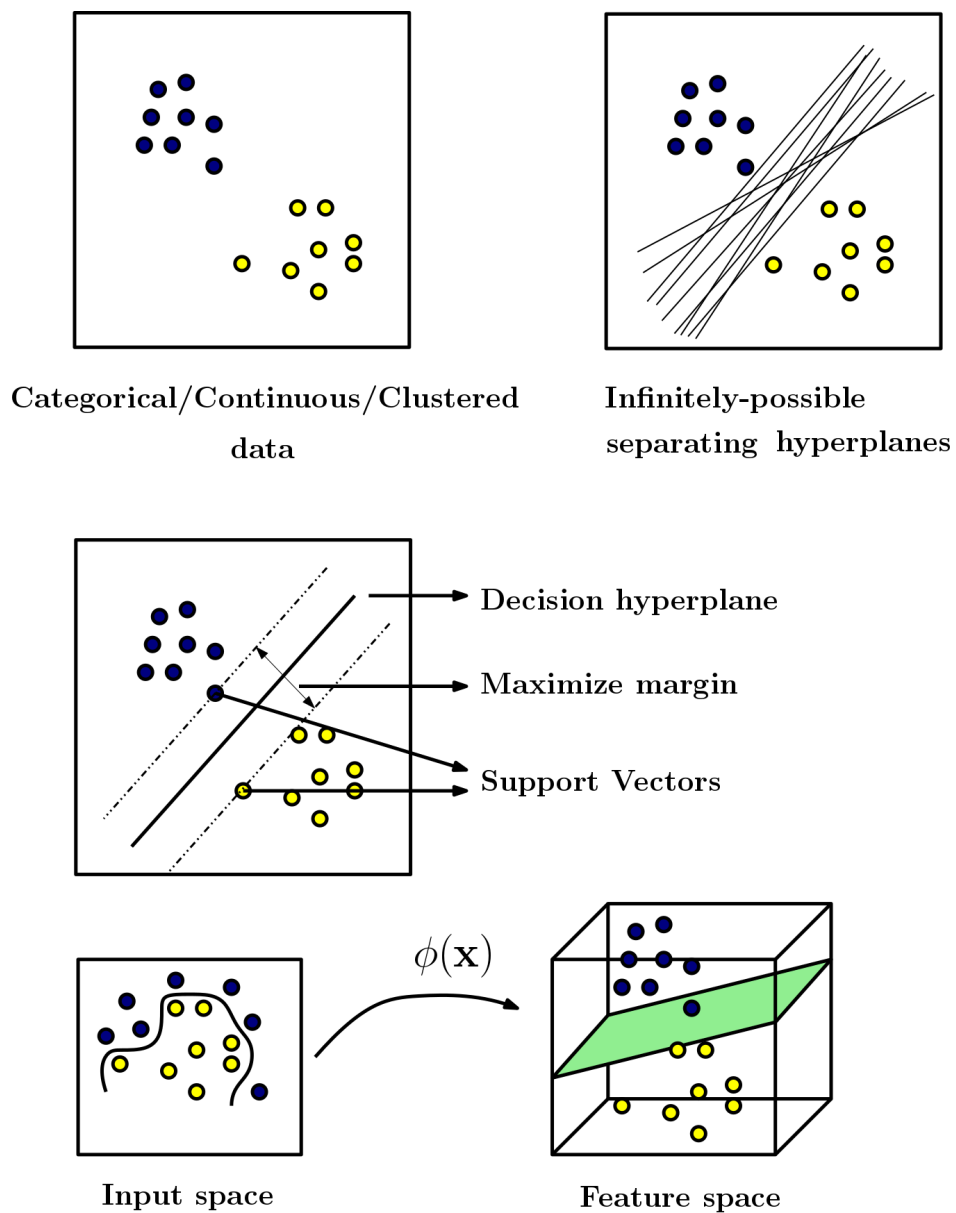 Categorical/Continuous/Clustered
data
Infinitely-possible
separating hyperplanes
Decision hyperplane
Maximize margin
Support Vectors
ϕ(x)
Input space
Feature space